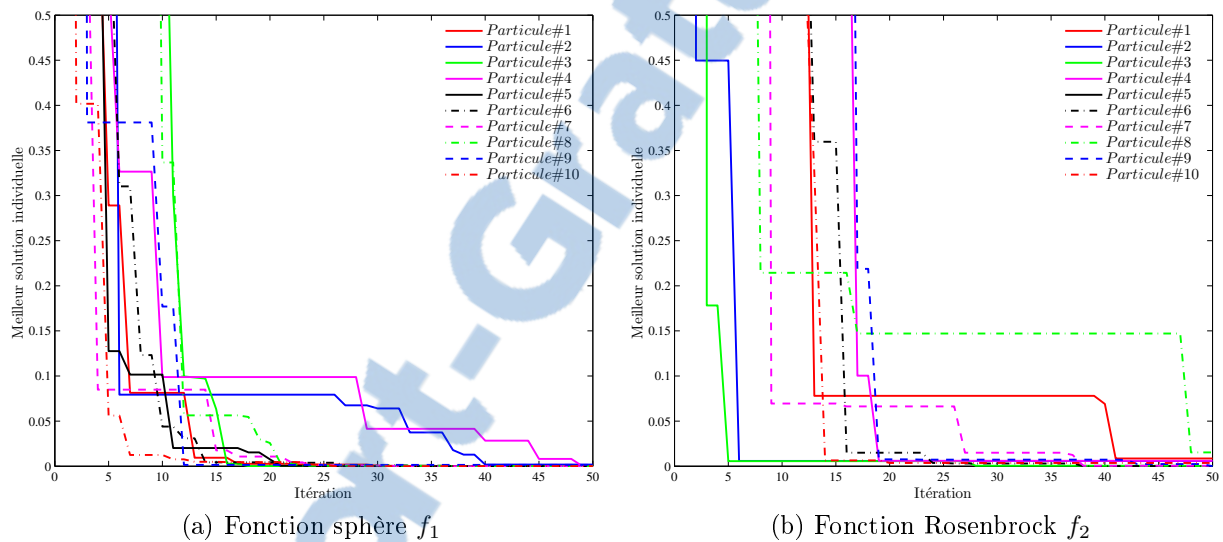 0.5
0.45
0.4
0.35
0.3
0.25
0.2
0.15
0.1
0.05
0
0 5 10 15 20 25 30 35 40 45 50
Meilleur solution individuelle
Itération
Particule#1
Particule#2
Particule#3
Particule#4
Particule#5
Particule#6
Particule#7
Particule#8
Particule#9
Particule#10
(a) Fonction sphère f1
0.5
0.45
0.4
0.35
0.3
0.25
0.2
0.15
0.1
0.05
0
0 5 10 15 20 25 30 35 40 45 50
Meilleur solution individuelle
Itération
Particule#1
Particule#2
Particule#3
Particule#4
Particule#5
Particule#6
Particule#7
Particule#8
Particule#9
Particule#10
(b) Fonction Rosenbrock f2